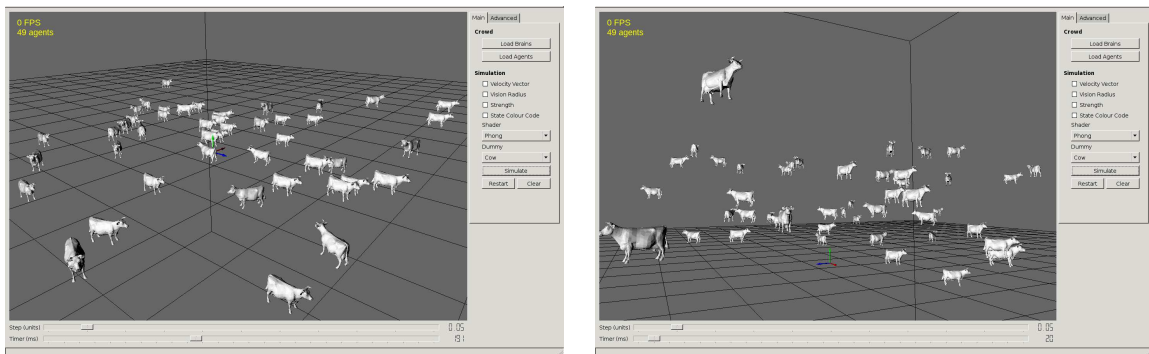 0 FPS
49 agents
Main Advanced
Crowd
Load Brains
Load Agents
Simulation
Velocity Vector
Vision Radius
Strength
State Colour Code
Shader
Phong
Dummy
Cow
Simulate
Restart Clear
Step (units) 0.05
Timer (ms) 191
0 FPS
49 agents
Main Advanced
Crowd
Load Brains
Load Agents
Simulation
Velocity Vector
Vision Radius
Strength
State Colour Code
Shader
Phong
Dummy
Cow
Simulate
Restart Clear
Step (units) 0.05
Timer (ms) 20